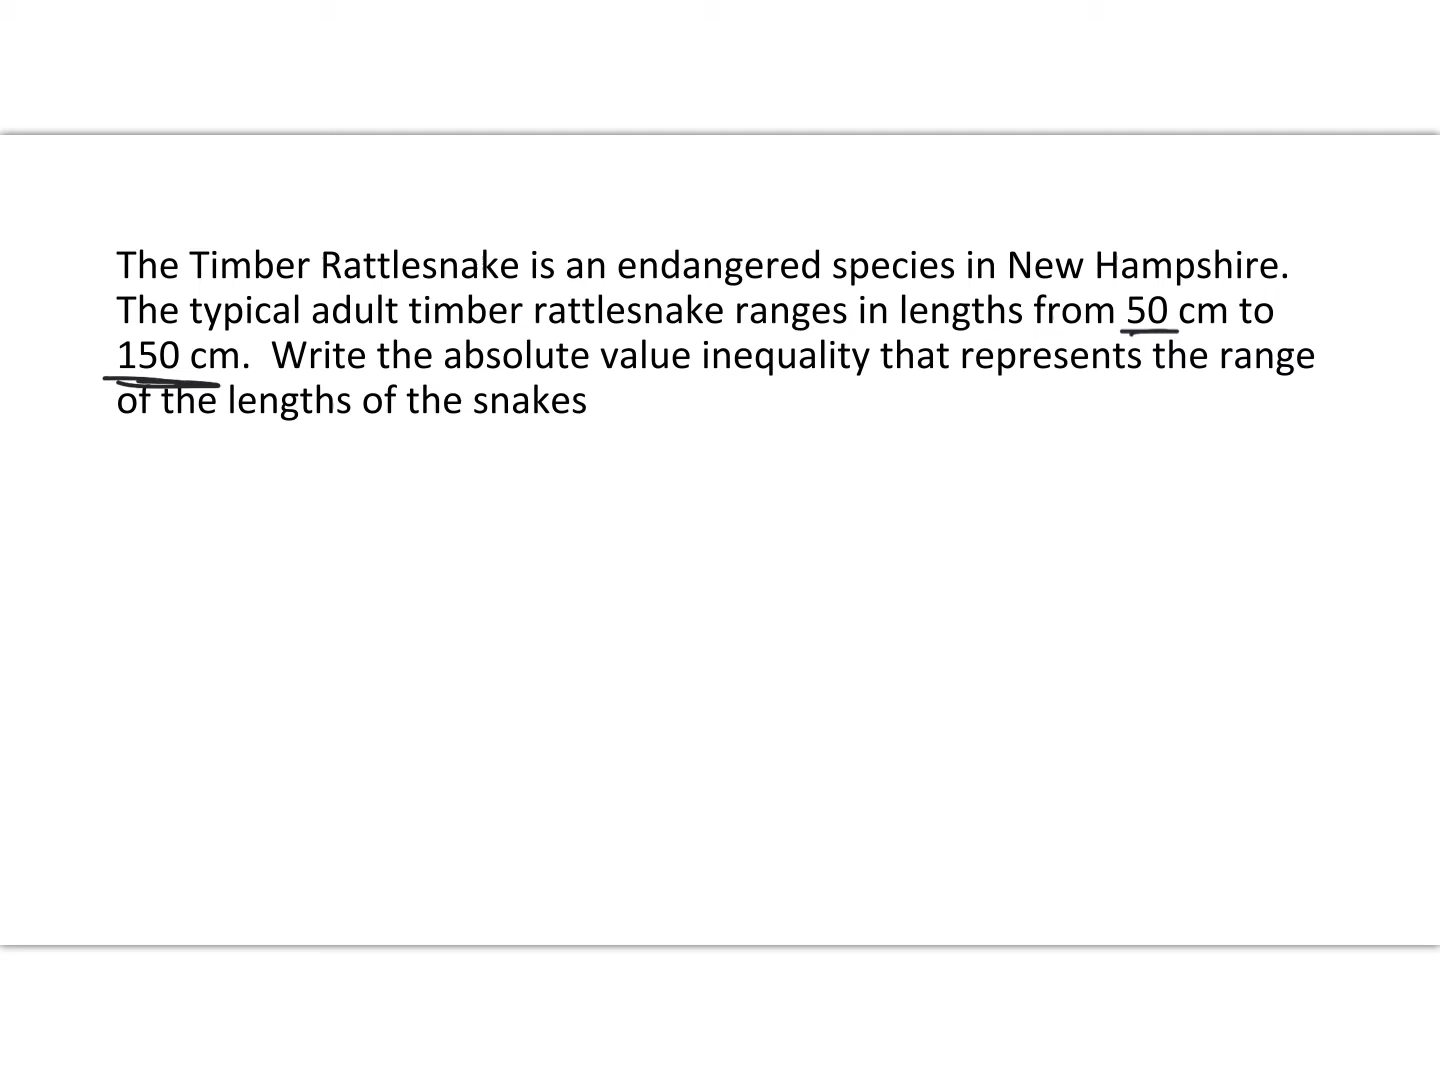 The Timber Rattlesnake is an endangered species in New Hampshire.
The typical adult timber rattlesnake ranges in lengths from 50 cm to
150 cm.  Write the absolute value inequality that represents the range
of the lengths of the snakes